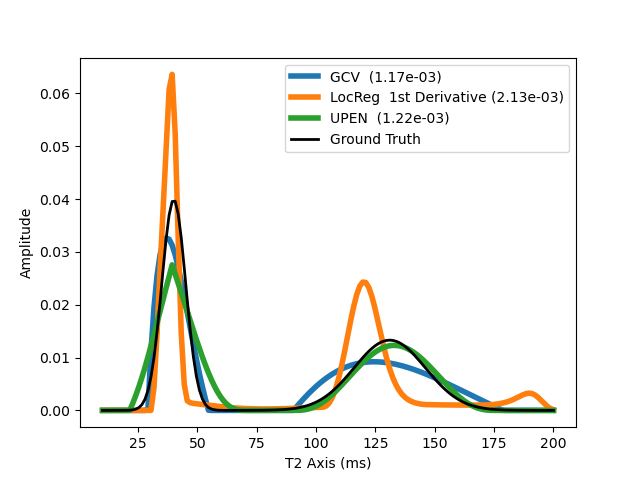 GCV  (1.17e-03)
LocReg  1st Derivative (2.13e-03)
UPEN  (1.22e-03)
Ground Truth
0.06
0.05
0.04
0.03
0.02
0.01
0.00
Amplitude
25 50 75 100 125 150 175 200
T2 Axis (ms)